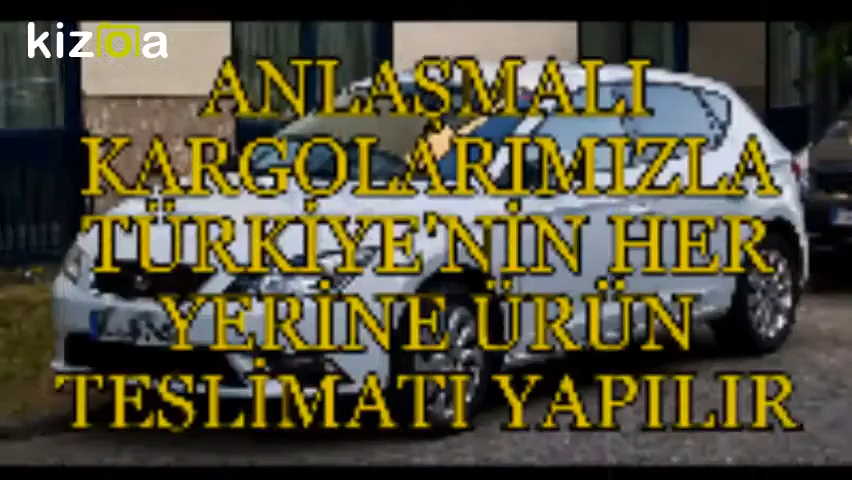 kizoa
ANLAŞMALI
KARGOLARIMIZLA
TÜRKİYE'NİN HER
YERİNE ÜRÜN
TESLİMATI YAPILIR